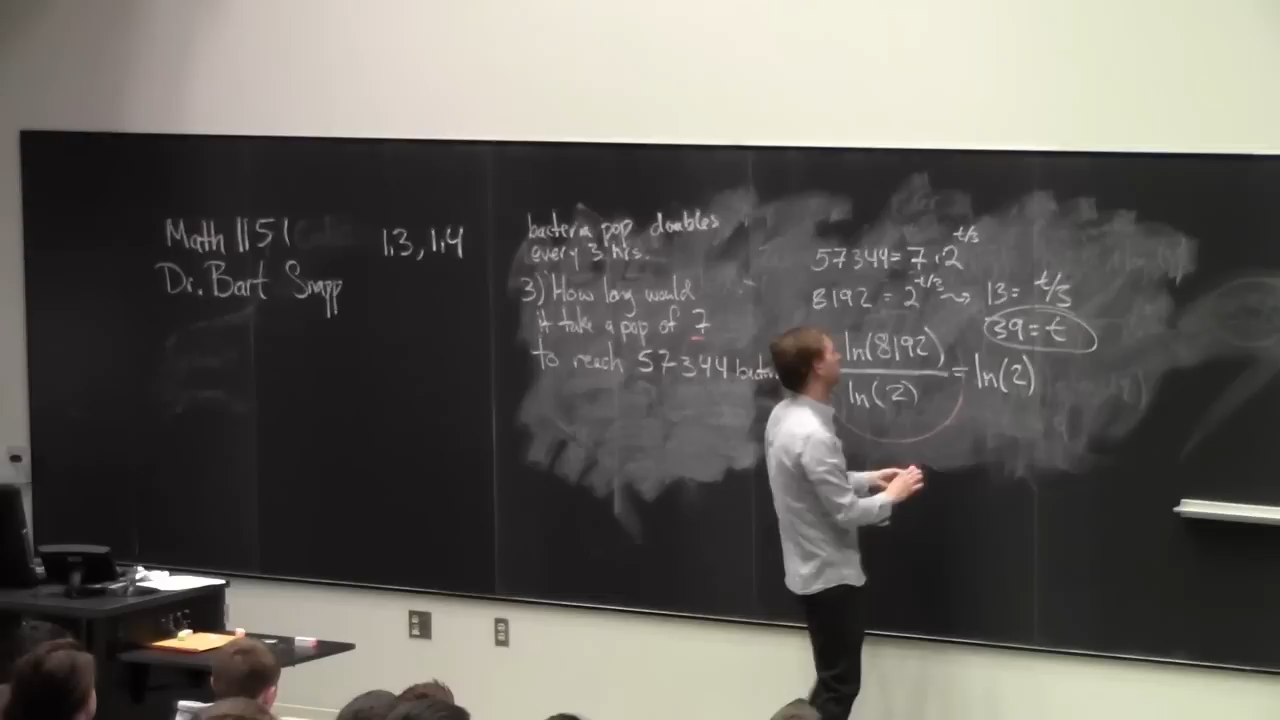 Math 1151
Dr. Bart Snapp
1.3, 1.4
bacteria pop doubles
every 3 hrs.
3) How long would
it take a pop of 7
to reach 57344
57344 = 7 · 2^t/3
8192 = 2^t/3 ⇝ 13 = t/3
39 = t
ln(8192)
ln(2)
= ln(2)